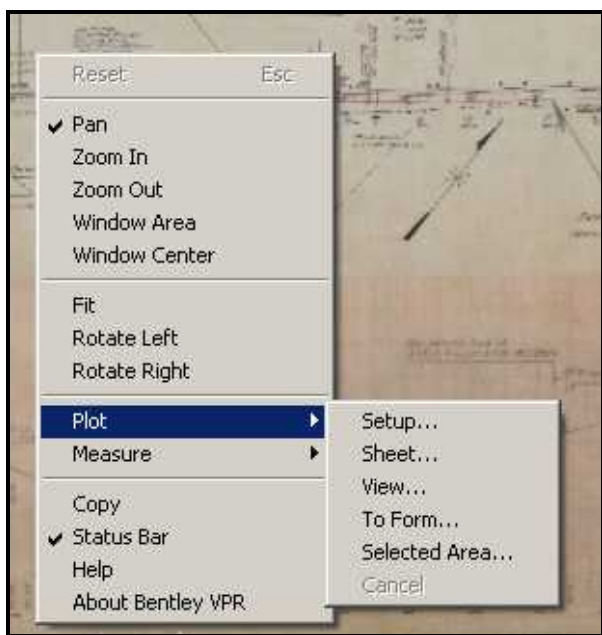 Reset Esc
Pan
Zoom In
Zoom Out
Window Area
Window Center
Fit
Rotate Left
Rotate Right
Plot
Measure
Copy
Status Bar
Help
About Bentley VPR
Setup...
Sheet...
View...
To Form...
Selected Area...
Cancel